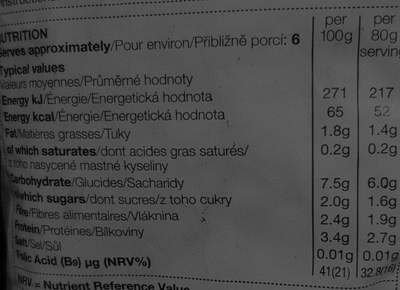 per per
NUTRITION 100g 80g
Serves approximately/Pour environ/Přibližně porcí: 6 serving
Typical values
Valeurs moyennes/Průměrné hodnoty
Energy kJ/Énergie/Energetická hodnota 271 217
Energy kcal/Énergie/Energetická hodnota 65 52
Fat/Matières grasses/Tuky 1.8g 1.4g
of which saturates/dont acides gras saturés/ 0.2g 0.2g
z toho nasycené mastné kyseliny
Carbohydrate/Glucides/Sacharidy 7.5g 6.0g
of which sugars/dont sucres/z toho cukry 2.0g 1.6g
Fibre/Fibres alimentaires/Vláknina 2.4g 1.9g
Protein/Protéines/Bílkoviny 3.4g 2.7g
Salt/Sel/Sůl 0.01g 0.01g
Folic Acid (B9) µg (NRV%) 41(21) 32.8(16)
NRV = Nutrient Reference Value